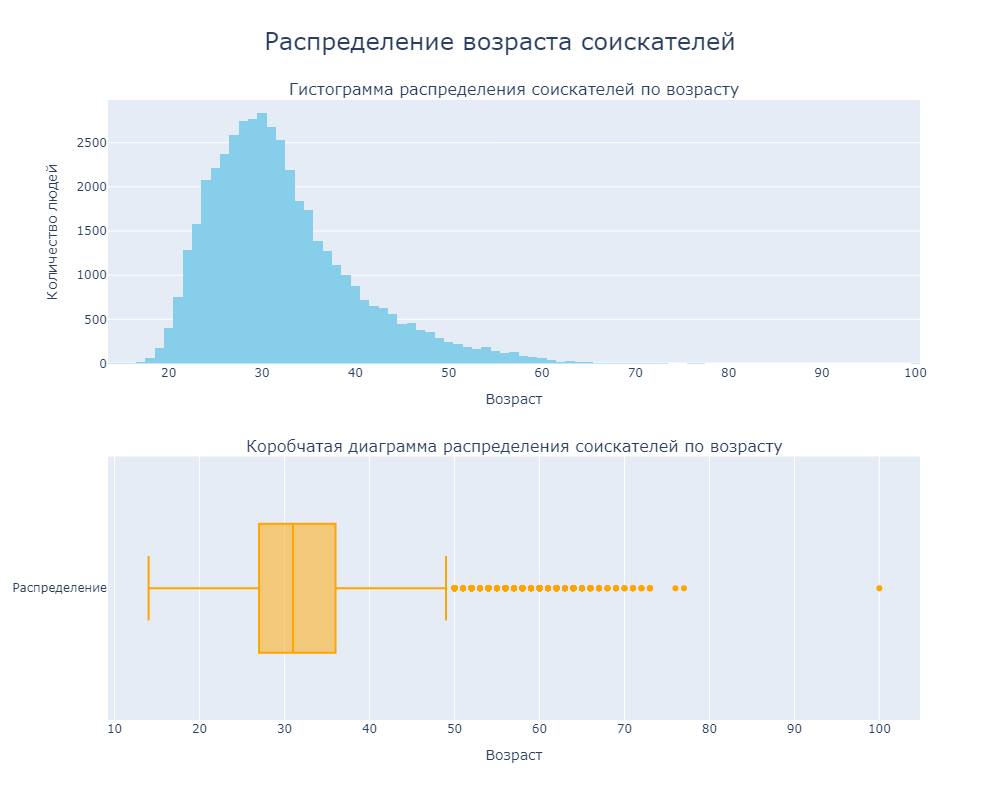 Распределение возраста соискателей
Гистограмма распределения соискателей по возрасту
Количество людей
2500
2000
1500
1000
500
0
20 30 40 50 60 70 80 90 100
Возраст
Коробчатая диаграмма распределения соискателей по возрасту
Распределение
10 20 30 40 50 60 70 80 90 100
Возраст